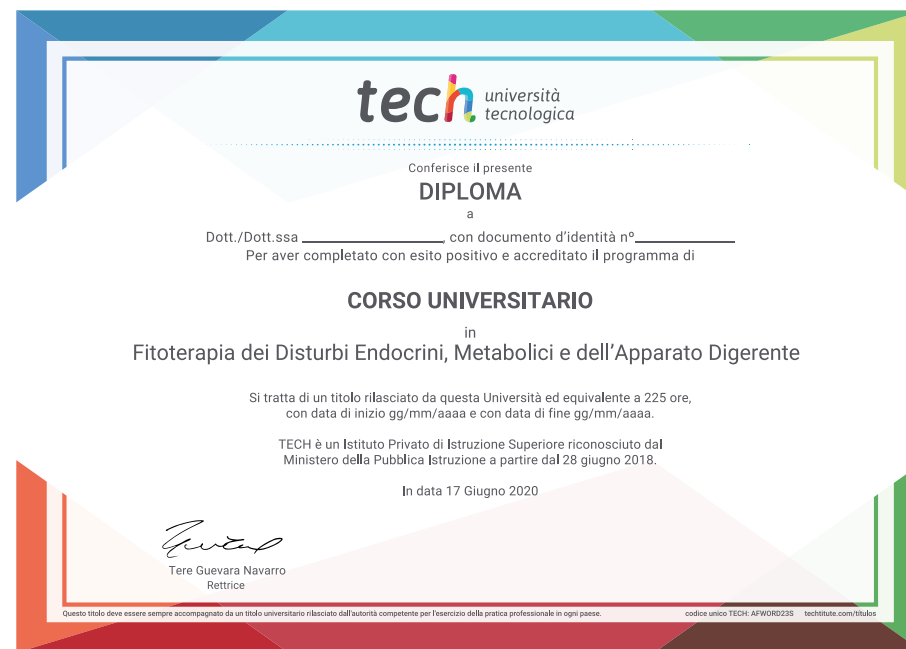 tech università
tecnologica
Conferisce il presente
DIPLOMA
a
Dott./Dott.ssa ____________________, con documento d'identità nº______________
Per aver completato con esito positivo e accreditato il programma di
CORSO UNIVERSITARIO
in
Fitoterapia dei Disturbi Endocrini, Metabolici e dell'Apparato Digerente
Si tratta di un titolo rilasciato da questa Università ed equivalente a 225 ore,
con data di inizio gg/mm/aaaa e con data di fine gg/mm/aaaa.
TECH è un Istituto Privato di Istruzione Superiore riconosciuto dal
Ministero della Pubblica Istruzione a partire dal 28 giugno 2018.
In data 17 Giugno 2020
Tere Guevara Navarro
Rettrice
Questo titolo deve essere sempre accompagnato da un titolo universitario rilasciato dall'autorità competente per l'esercizio della pratica professionale in ogni paese. codice unico TECH: AFWORD23S techtitute.com/títulos